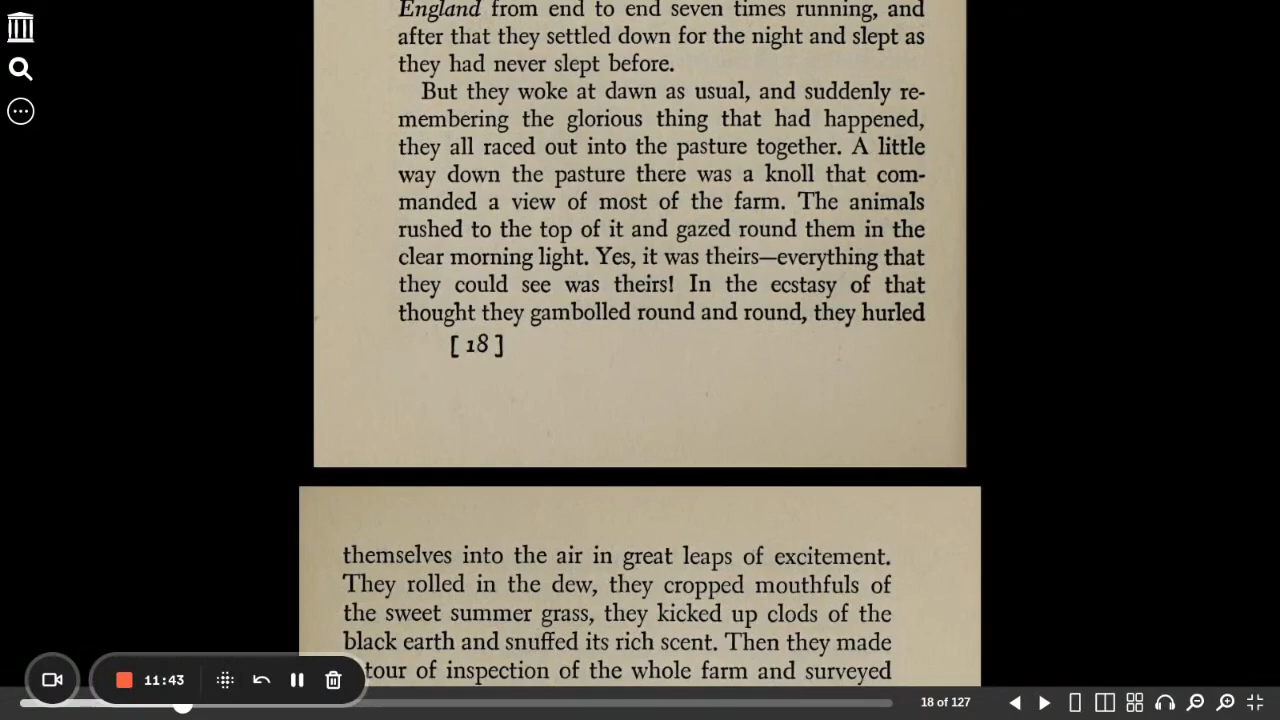 England from end to end seven times running, and
after that they settled down for the night and slept as
they had never slept before.
But they woke at dawn as usual, and suddenly re-
membering the glorious thing that had happened,
they all raced out into the pasture together. A little
way down the pasture there was a knoll that com-
manded a view of most of the farm. The animals
rushed to the top of it and gazed round them in the
clear morning light. Yes, it was theirs—everything that
they could see was theirs! In the ecstasy of that
thought they gambolled round and round, they hurled
[ 18 ]
themselves into the air in great leaps of excitement.
They rolled in the dew, they cropped mouthfuls of
the sweet summer grass, they kicked up clods of the
black earth and snuffed its rich scent. Then they made
tour of inspection of the whole farm and surveyed
11:43
18 of 127